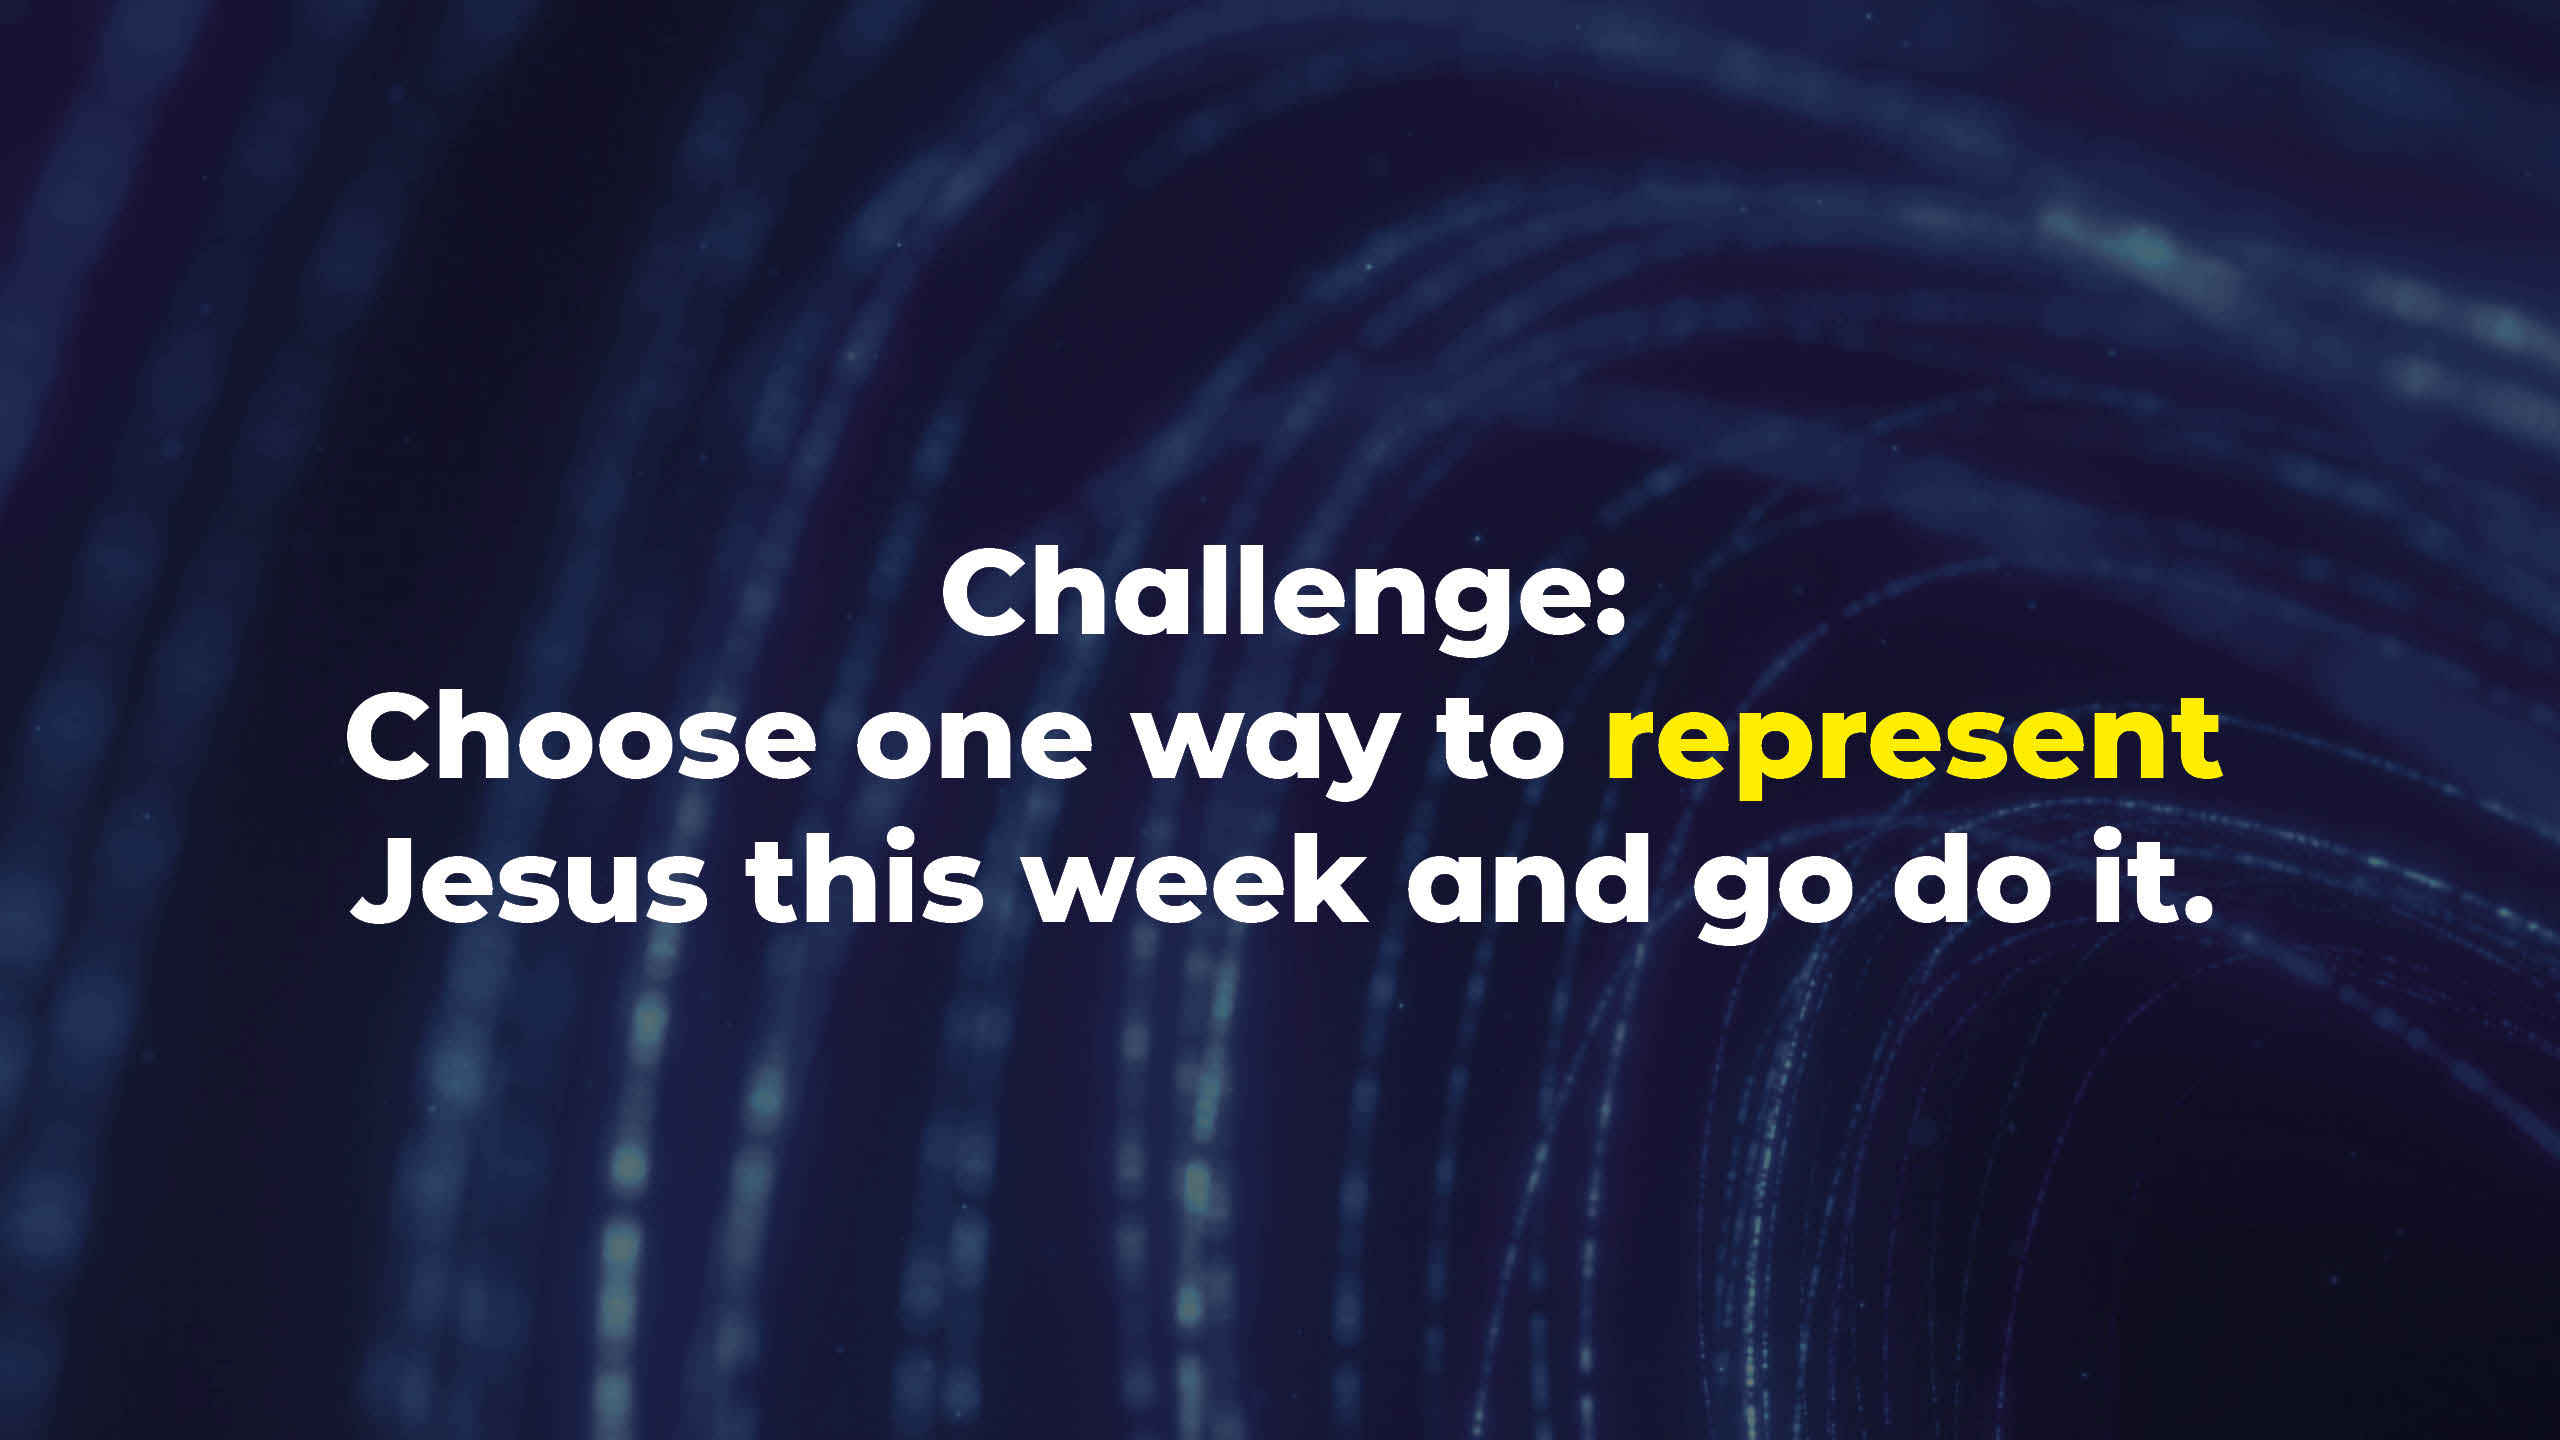 Challenge:
Choose one way to represent
Jesus this week and go do it.